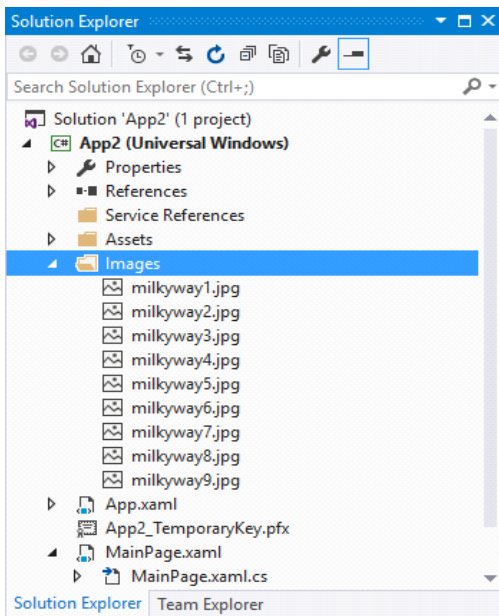 Solution Explorer
Search Solution Explorer (Ctrl+;)
Solution 'App2' (1 project)
C# App2 (Universal Windows)
Properties
References
Service References
Assets
Images
milkyway1.jpg
milkyway2.jpg
milkyway3.jpg
milkyway4.jpg
milkyway5.jpg
milkyway6.jpg
milkyway7.jpg
milkyway8.jpg
milkyway9.jpg
App.xaml
App2_TemporaryKey.pfx
MainPage.xaml
MainPage.xaml.cs
Solution Explorer Team Explorer